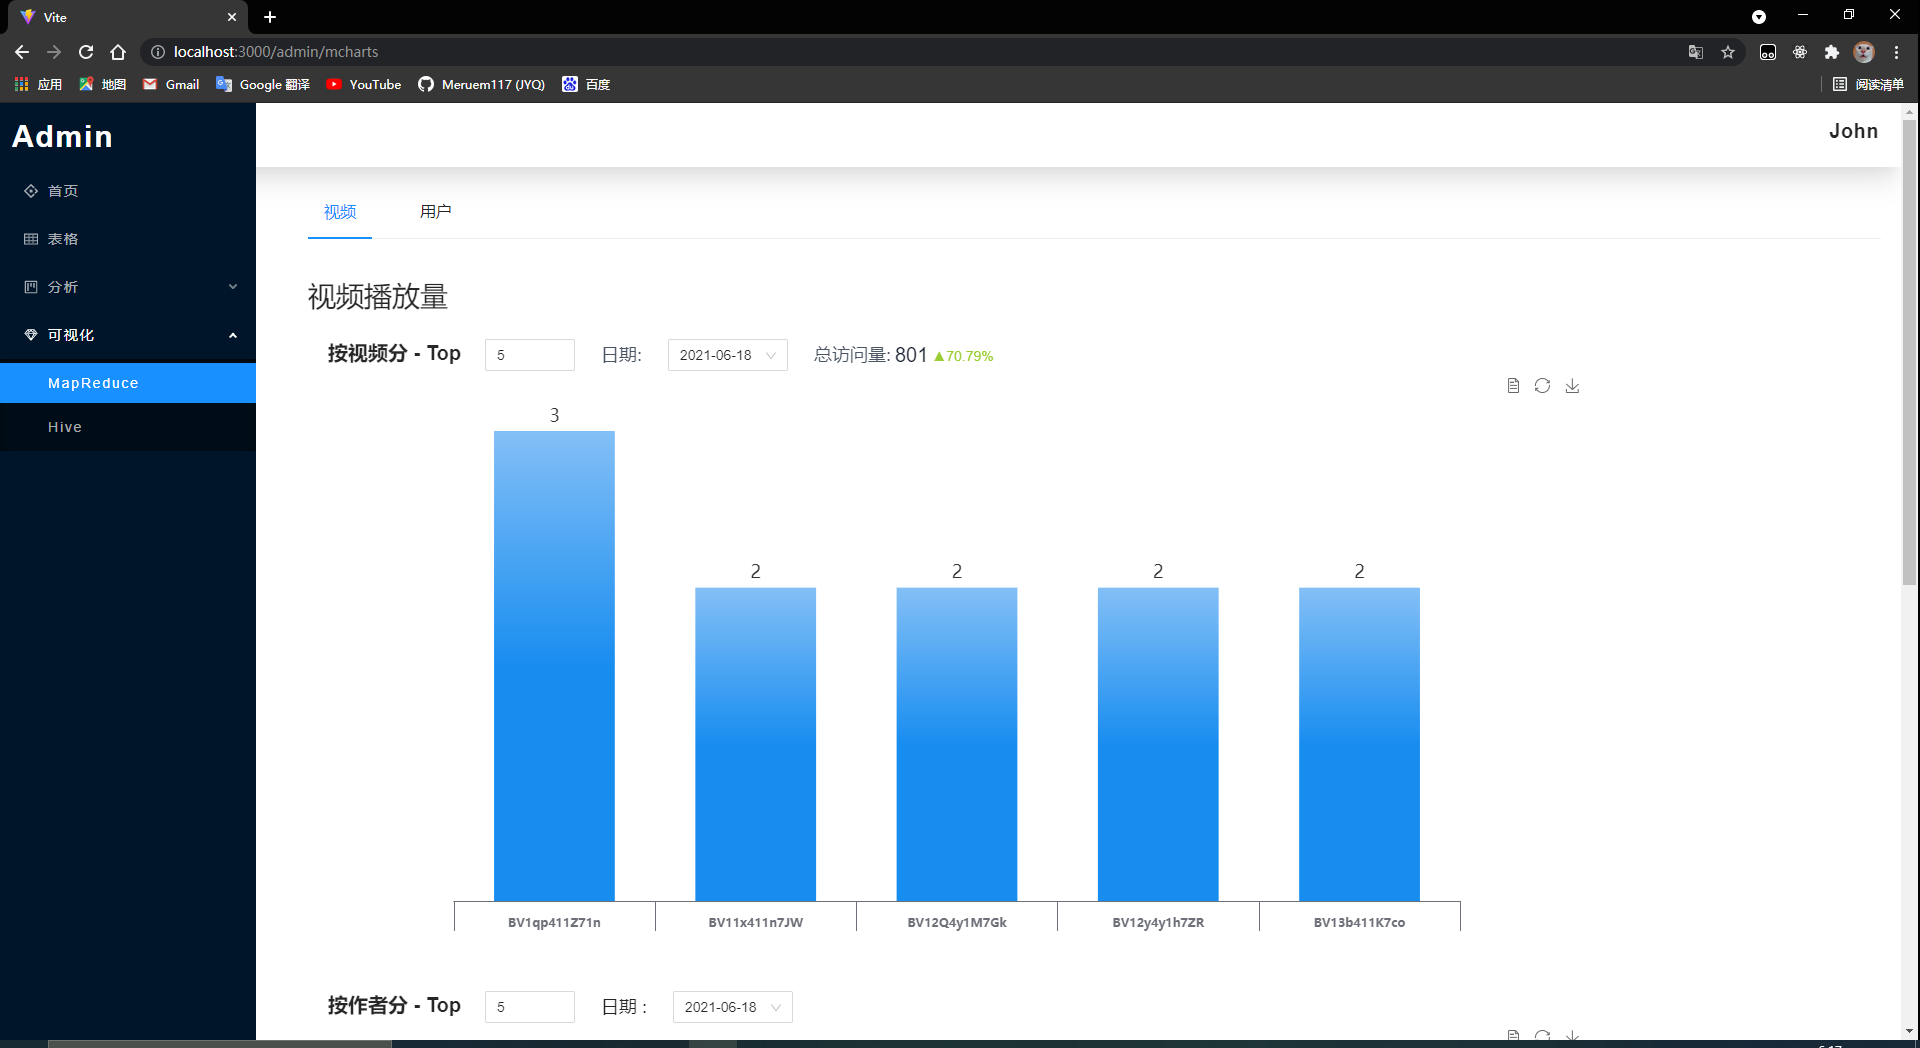 Vite
localhost:3000/admin/mcharts
应用 地图 Gmail Google 翻译 YouTube Meruem117 (JYQ) 百度 阅读清单
Admin
John
首页
表格
分析
可视化
MapReduce
Hive
视频 用户
视频播放量
按视频分 - Top 5 日期: 2021-06-18 总访问量: 801 ▲70.79%
3
2 2 2 2
BV1qp411Z71n BV11x411n7JW BV12Q4y1M7Gk BV12y4y1h7ZR BV13b411K7co
按作者分 - Top 5 日期 : 2021-06-18